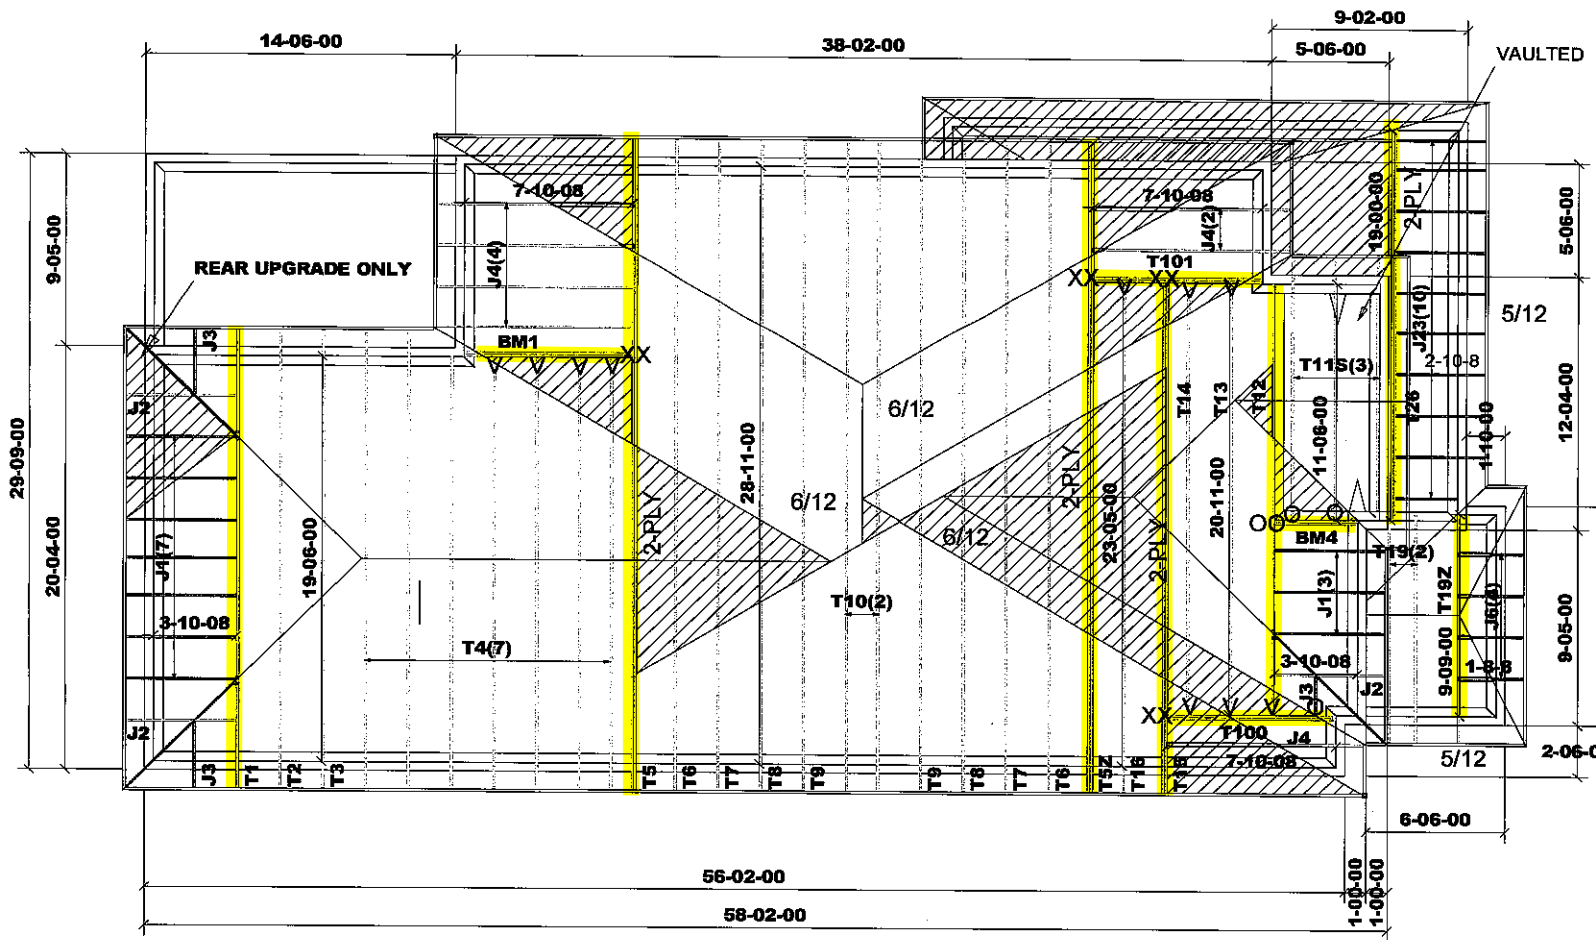 9-02-00
14-06-00
38-02-00
5-06-00
VAULTED
7-10-08
7-10-08
19-00-00
2-PLY
5-06-00
9-05-00
REAR UPGRADE ONLY
J4(4)
J4(2)
XX
T101
XX
29-09-00
J3
BM1
XX
J23(10)
5/12
T11S(3)
2-10-8
J2
6/12
T14
T13
T12
11-06-00
T26
1-10-00
12-04-00
28-11-00
2-PLY
6/12
2-PLY
20-04-00
19-06-00
J1(7)
2-PLY
6/12
23-05-00
20-11-00
BM4
T19(2)
3-10-08
T10(2)
J1(3)
T19Z
J6(4)
9-05-00
T4(7)
3-10-08
J3
J2
9-09-00
1-8-8
J2
XX
T100
J4
7-10-08
5/12
2-06-0
J3
T1
T2
T3
T5
T6
T7
T8
T9
T9
T8
T7
T6
T5Z
T16
T15
6-06-00
56-02-00
58-02-00
1-00-00
1-00-00